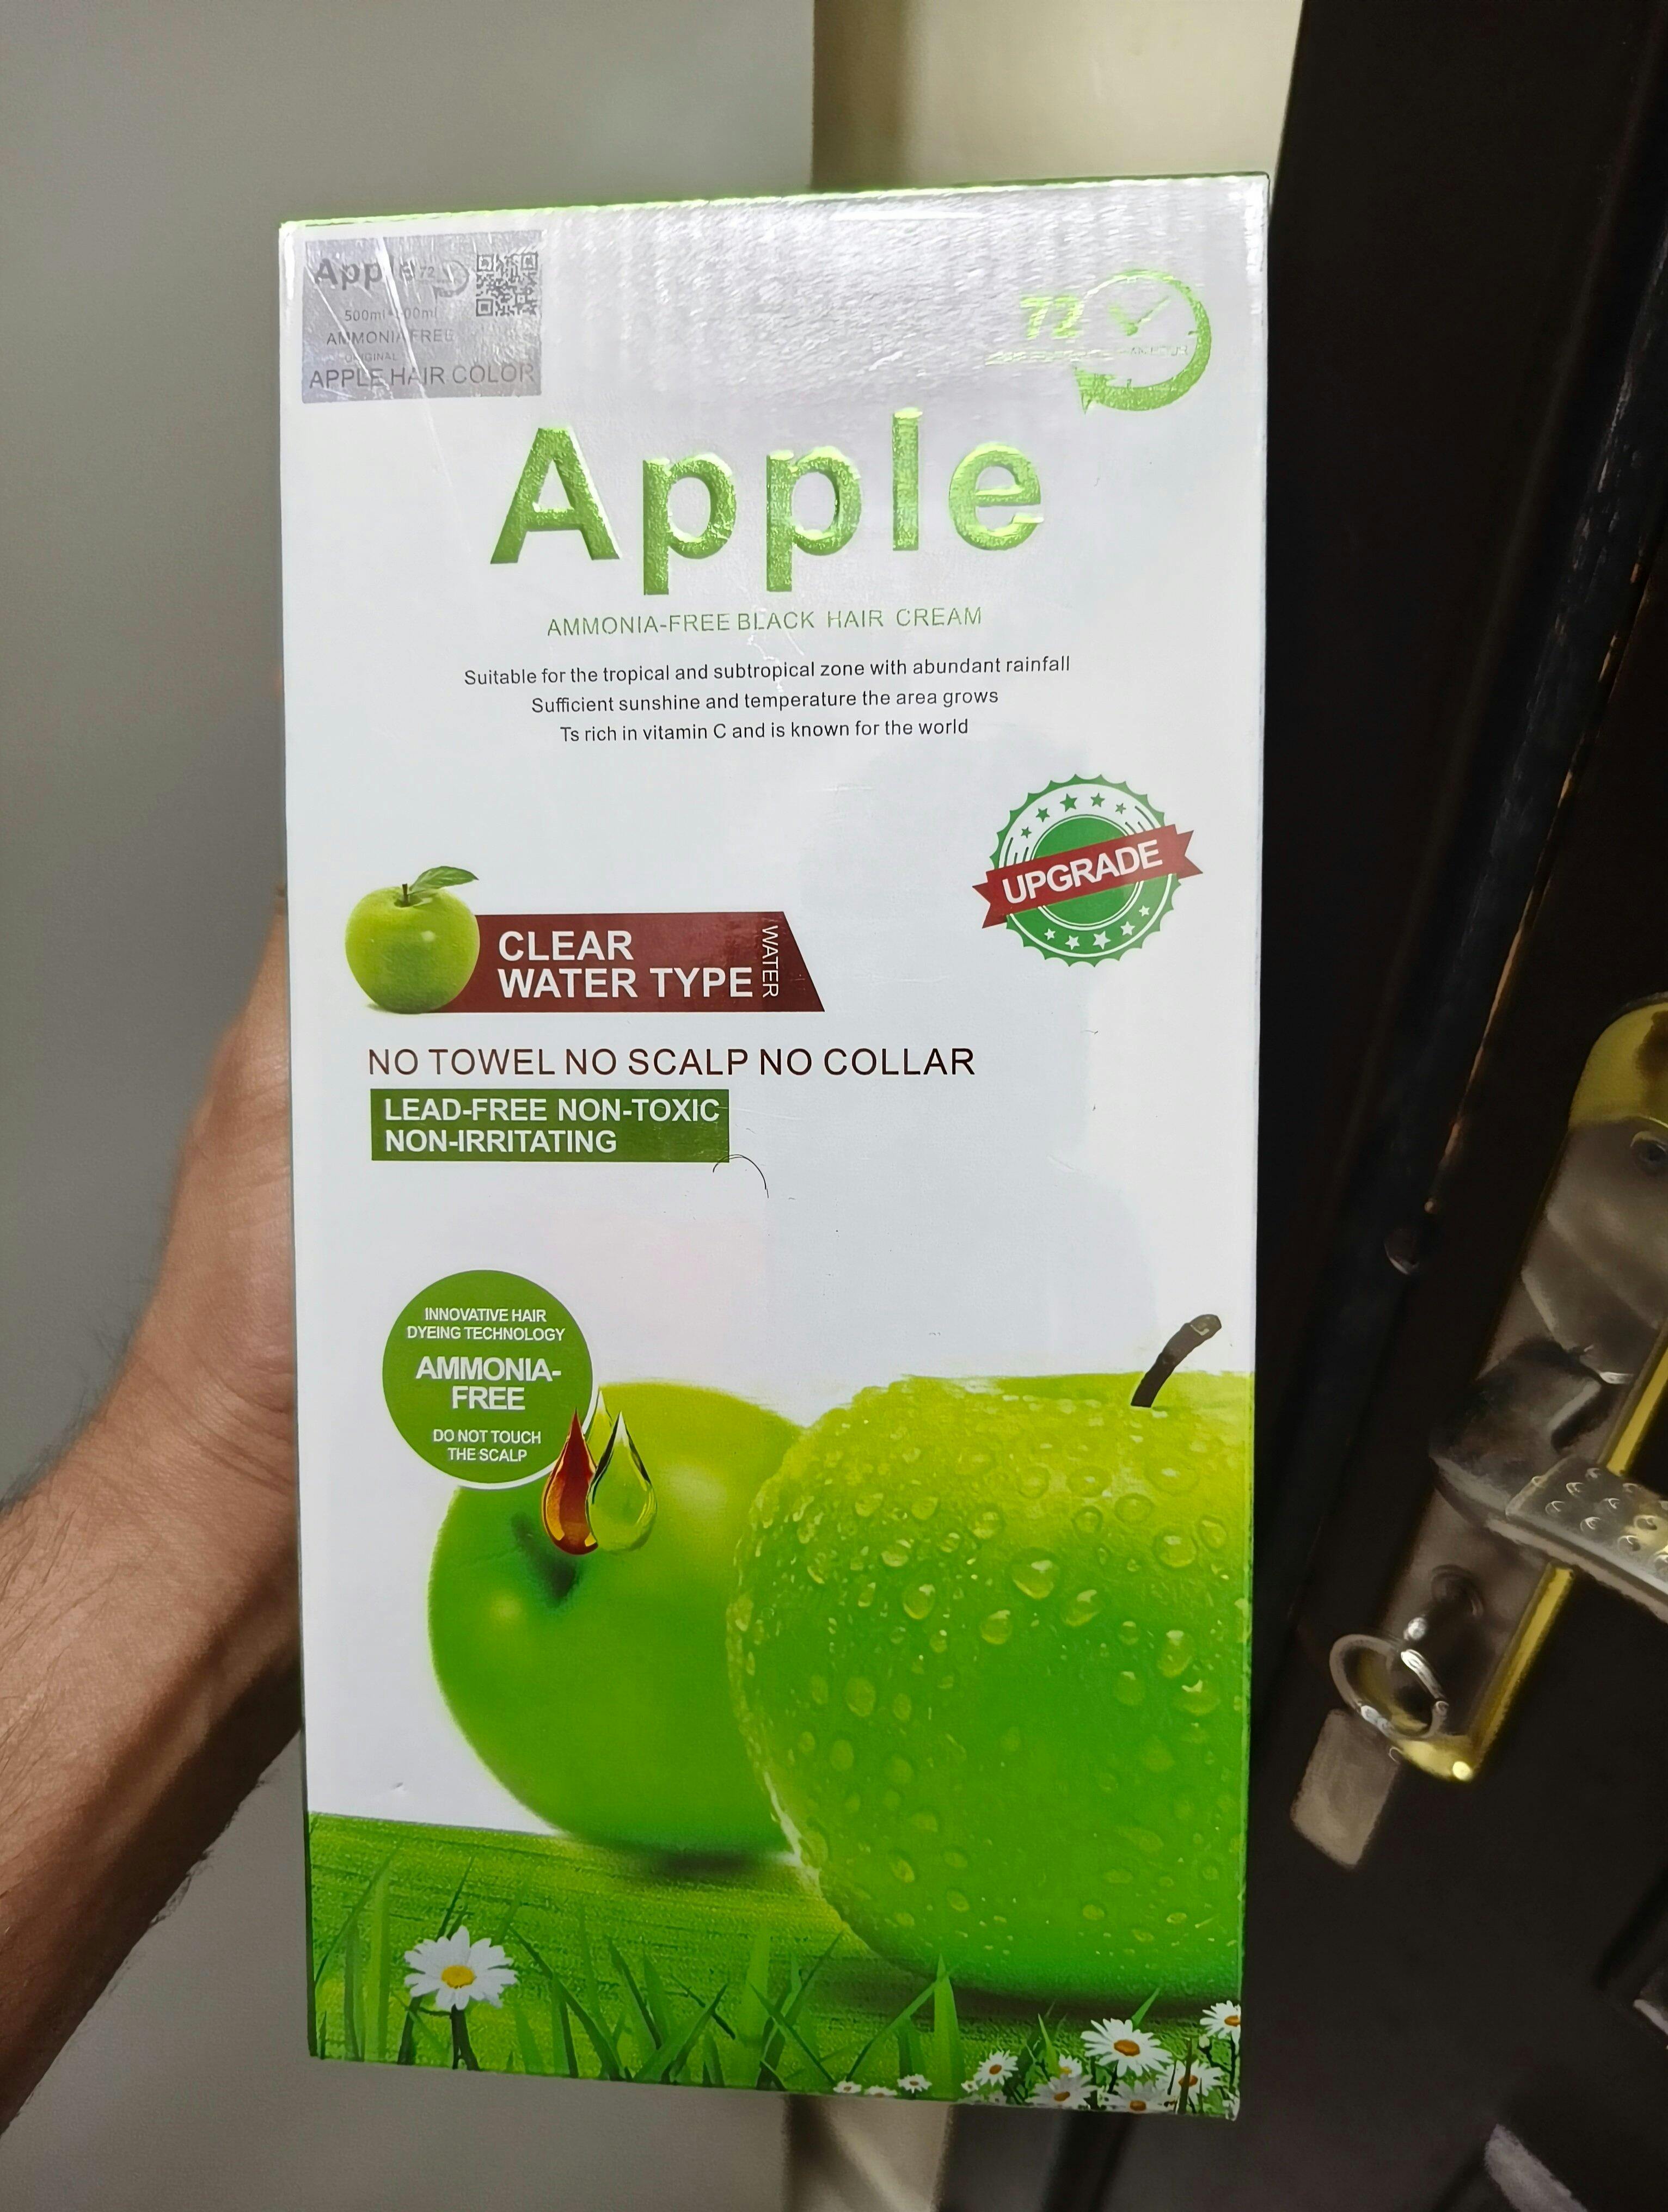 Apple 72
500ml*500ml
AMMONIA FREE
ORIGINAL
APPLE HAIR COLOR
72
Apple
AMMONIA-FREE BLACK HAIR CREAM
Suitable for the tropical and subtropical zone with abundant rainfall
Sufficient sunshine and temperature the area grows
Ts rich in vitamin C and is known for the world
UPGRADE
CLEAR
WATER TYPE
WATER
NO TOWEL NO SCALP NO COLLAR
LEAD-FREE NON-TOXIC
NON-IRRITATING
INNOVATIVE HAIR
DYEING TECHNOLOGY
AMMONIA-
FREE
DO NOT TOUCH
THE SCALP